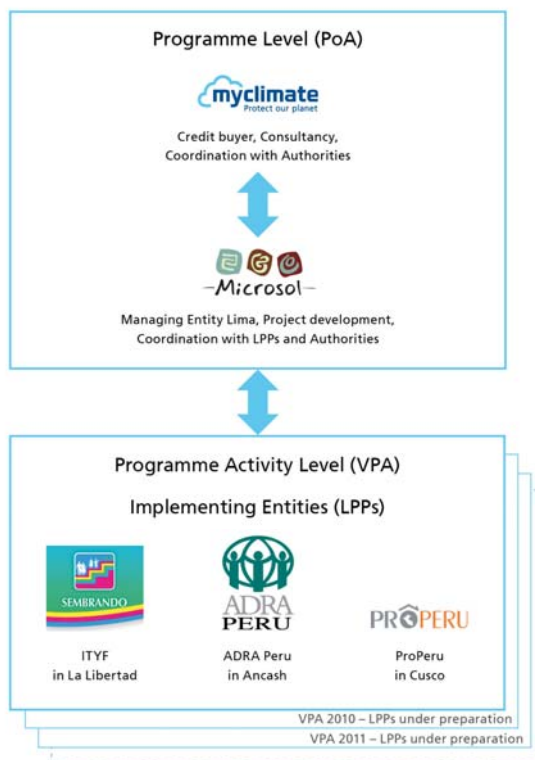 Programme Level (PoA)
myclimate
Protect our planet
Credit buyer, Consultancy,
Coordination with Authorities
Microsol
Managing Entity Lima, Project development,
Coordination with LPPs and Authorities
Programme Activity Level (VPA)
Implementing Entities (LPPs)
SEMBRANDO
ADRA
PERU
PROPERU
ITYF
in La Libertad
ADRA Peru
in Ancash
ProPeru
in Cusco
VPA 2010 – LPPs under preparation
VPA 2011 – LPPs under preparation